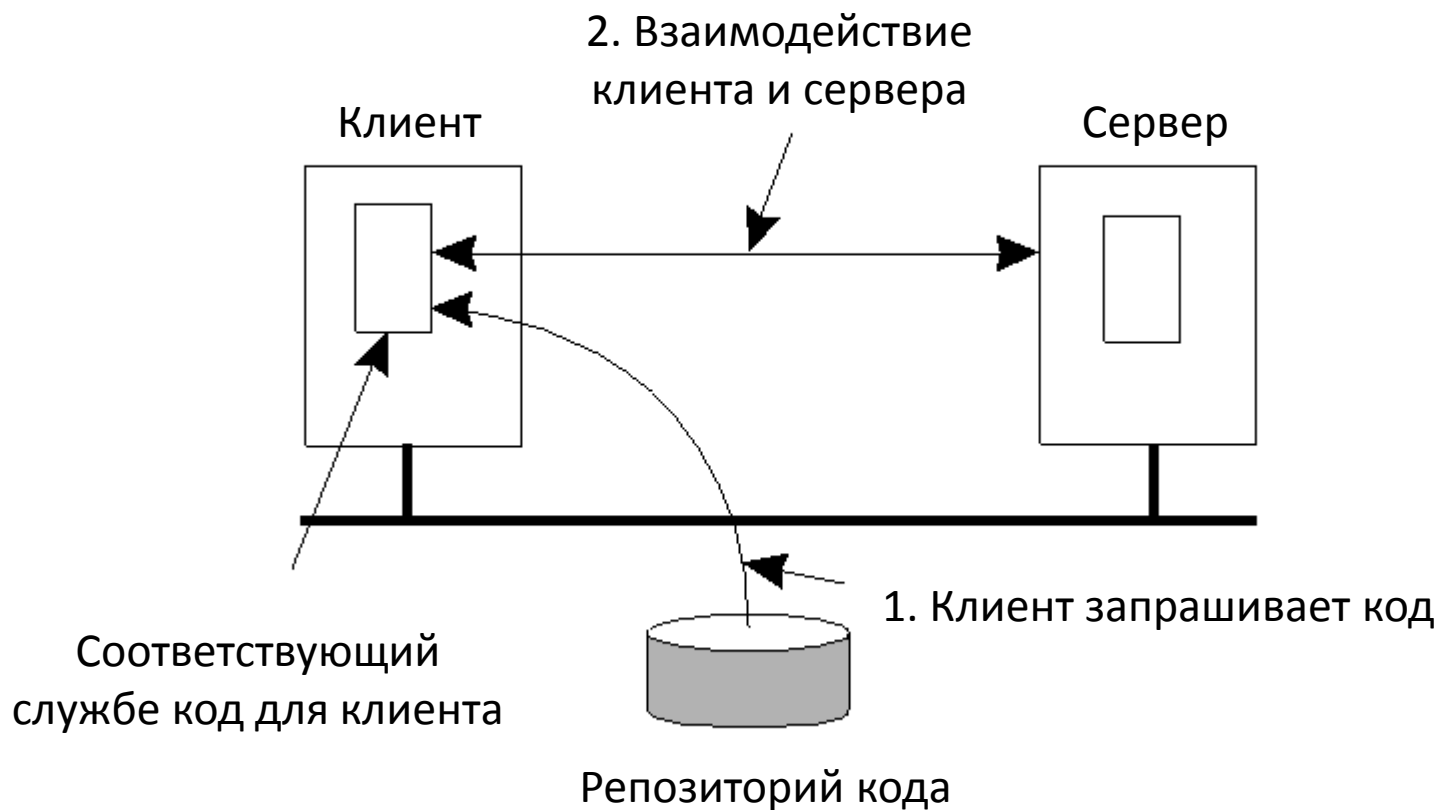 2. Взаимодействие
клиента и сервера
Клиент
Сервер
1. Клиент запрашивает код
Соответствующий
службе код для клиента
Репозиторий кода